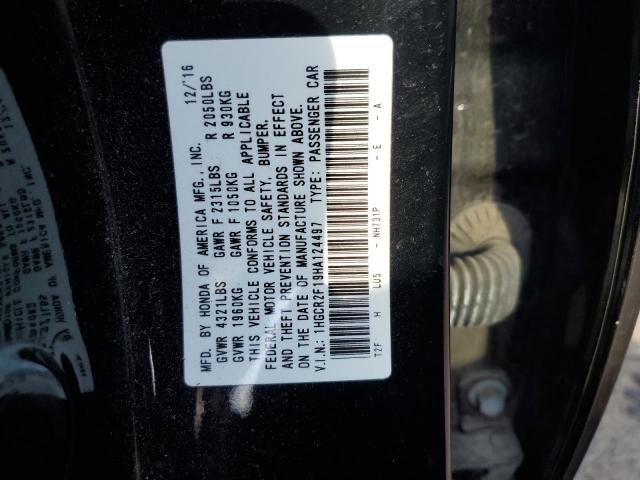 MFD. BY HONDA OF AMERICA MFG., INC. 12/'16
GVWR 4321LBS GAWR F 2315LBS R 2050LBS
GVWR 1960KG GAWR F 1050KG R 930KG
THIS VEHICLE CONFORMS TO ALL APPLICABLE
FEDERAL MOTOR VEHICLE SAFETY, BUMPER,
AND THEFT PREVENTION STANDARDS IN EFFECT
ON THE DATE OF MANUFACTURE SHOWN ABOVE.
V.I.N.: 1HGCR2F19HA124497 TYPE: PASSENGER CAR
T2F H LU5 - NH731P - E - A